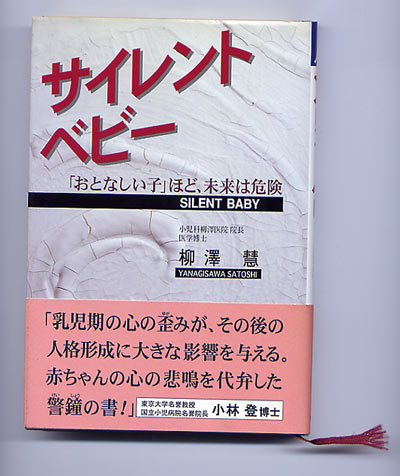 サイレント
ベビー
「おとなしい子」ほど、未来は危険
SILENT BABY
小児科柳澤医院 院長
医学博士
柳澤 慧
YANAGISAWA SATOSHI
「乳児期の心の歪みが、その後の
人格形成に大きな影響を与える。
赤ちゃんの心の悲鳴を代弁した
警鐘の書!」
東京大学名誉教授
国立小児病院名誉院長
小林 登博士